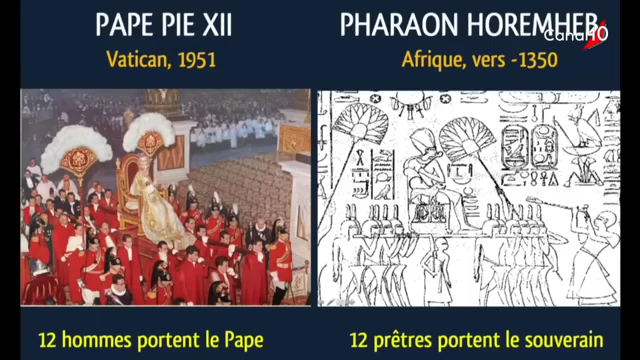 PAPE PIE XII
Vatican, 1951
PHARAON HOREMHEB
Canal10
Afrique, vers -1350
12 hommes portent le Pape
12 prêtres portent le souverain